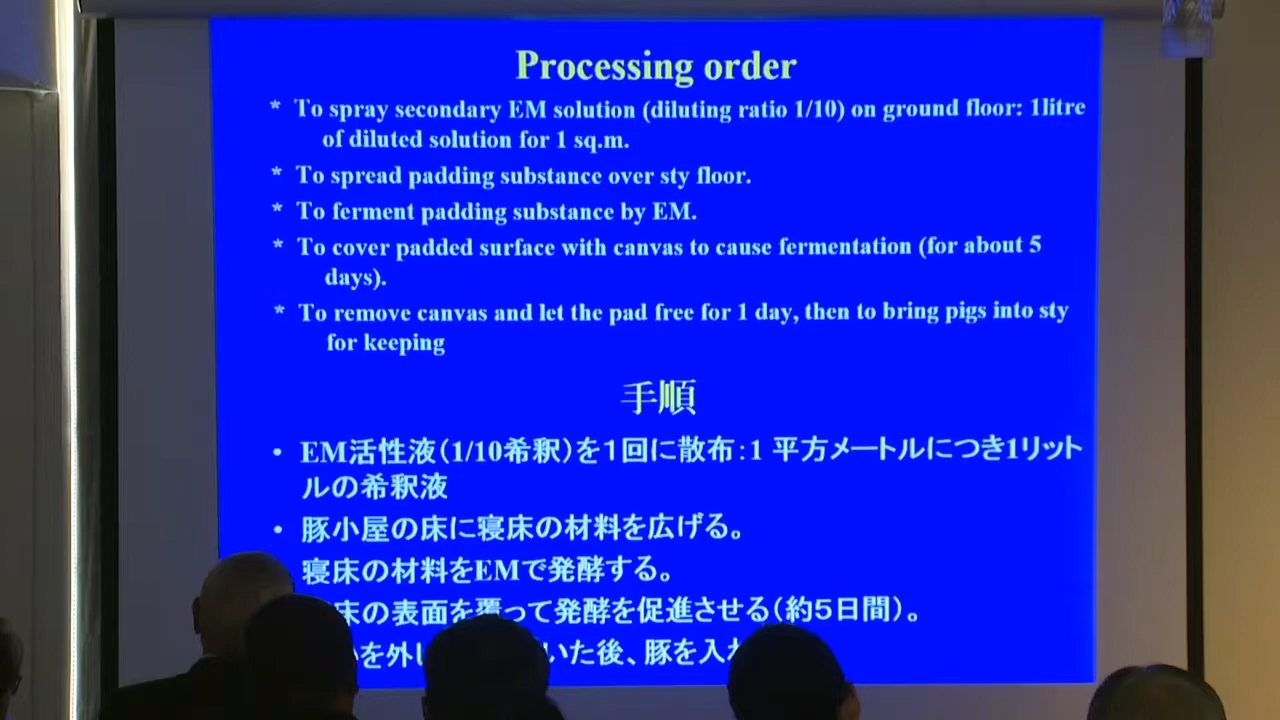 Processing order
* To spray secondary EM solution (diluting ratio 1/10) on ground floor: 1litre
of diluted solution for 1 sq.m.
* To spread padding substance over sty floor.
* To ferment padding substance by EM.
* To cover padded surface with canvas to cause fermentation (for about 5
days).
* To remove canvas and let the pad free for 1 day, then to bring pigs into sty
for keeping
手順
• EM活性液（1/10希釈）を１回に散布：1 平方メートルにつき1リット
ルの希釈液
• 豚小屋の床に寝床の材料を広げる。
寝床の材料をEMで発酵する。
床の表面を覆って発酵を促進させる（約５日間）。
を外し いた後、豚を入れ